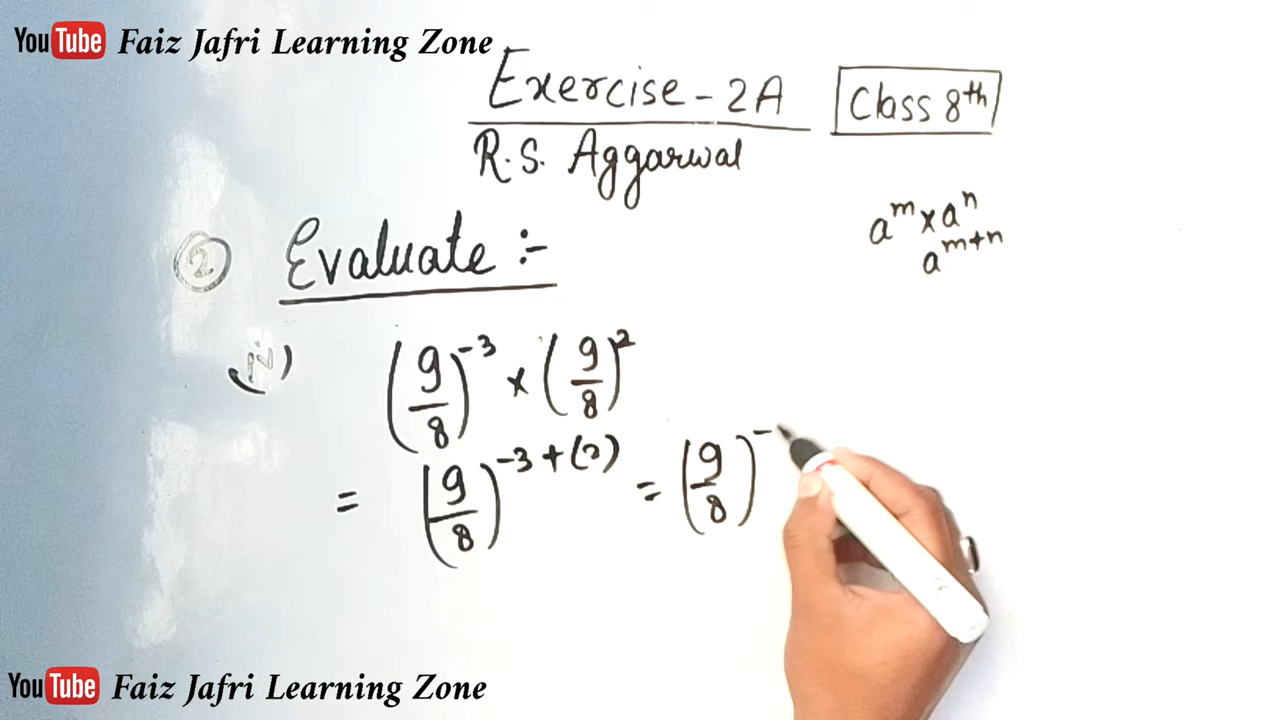 YouTube Faiz Jafri Learning Zone
Exercise - 2A Class 8th
R.S. Aggarwal
a^m × a^n
a^{m+n}
② Evaluate :-
(9/8)^{-3} × (9/8)^2
= (9/8)^{-3+(2)} = (9/8)^-
YouTube Faiz Jafri Learning Zone